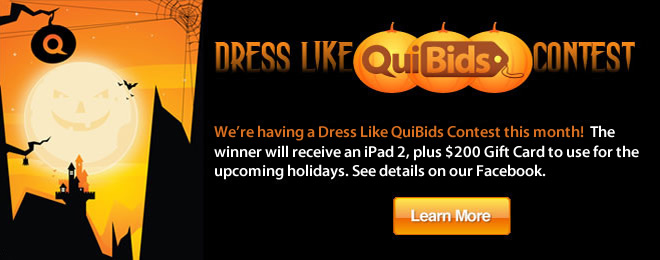 Q
DRESS LIKE QuiBids CONTEST
We're having a Dress Like QuiBids Contest this month! The
winner will receive an iPad 2, plus $200 Gift Card to use for the
upcoming holidays. See details on our Facebook.
Learn More